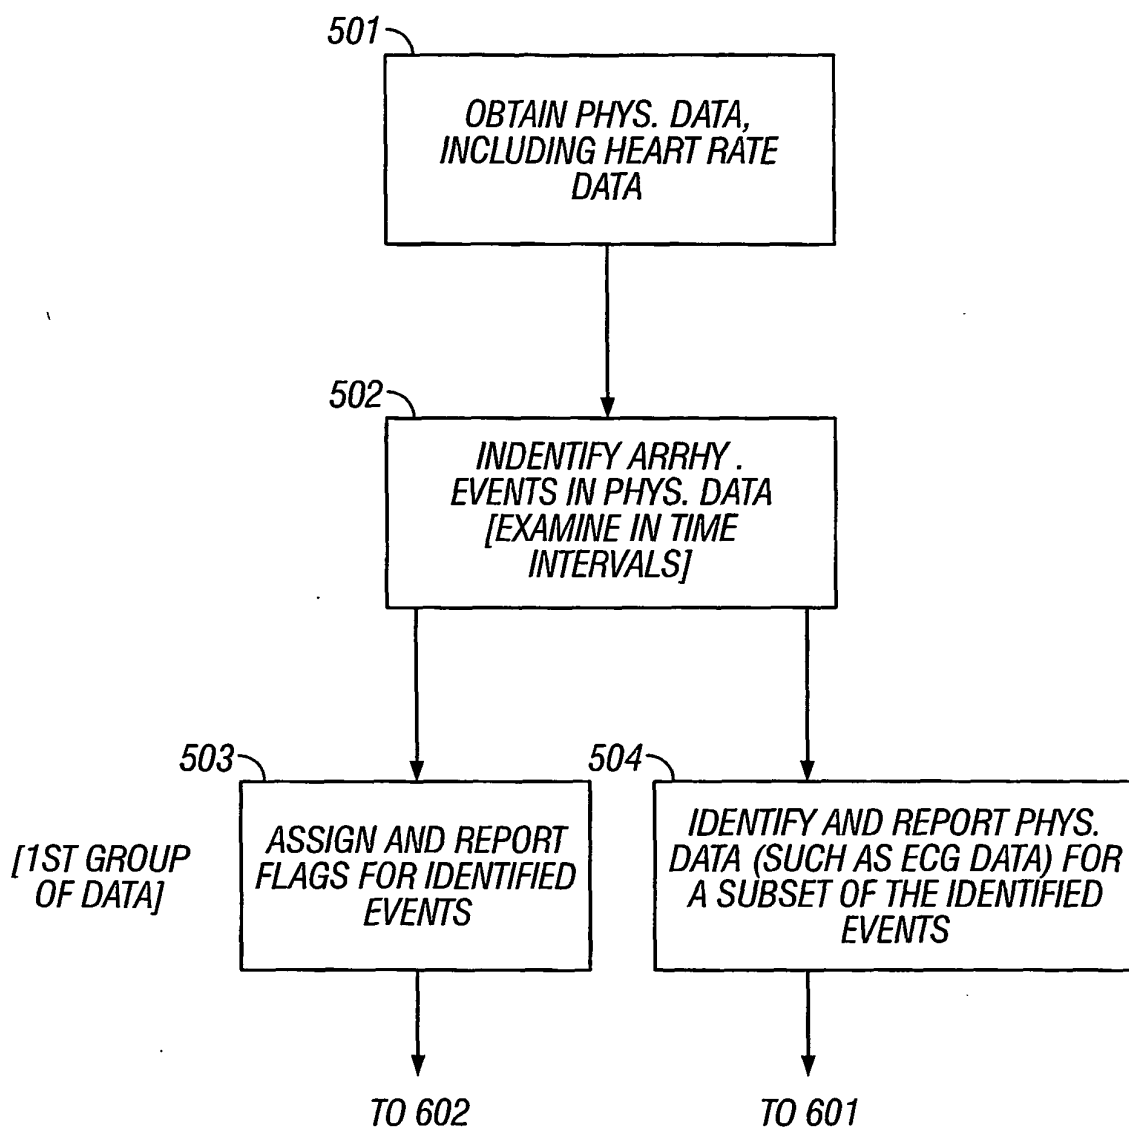 501
OBTAIN PHYS. DATA,
INCLUDING HEART RATE
DATA
502
INDENTIFY ARRHY .
EVENTS IN PHYS. DATA
[EXAMINE IN TIME
INTERVALS]
503
[1ST GROUP
OF DATA]
ASSIGN AND REPORT
FLAGS FOR IDENTIFIED
EVENTS
504
IDENTIFY AND REPORT PHYS.
DATA (SUCH AS ECG DATA) FOR
A SUBSET OF THE IDENTIFIED
EVENTS
TO 602
TO 601